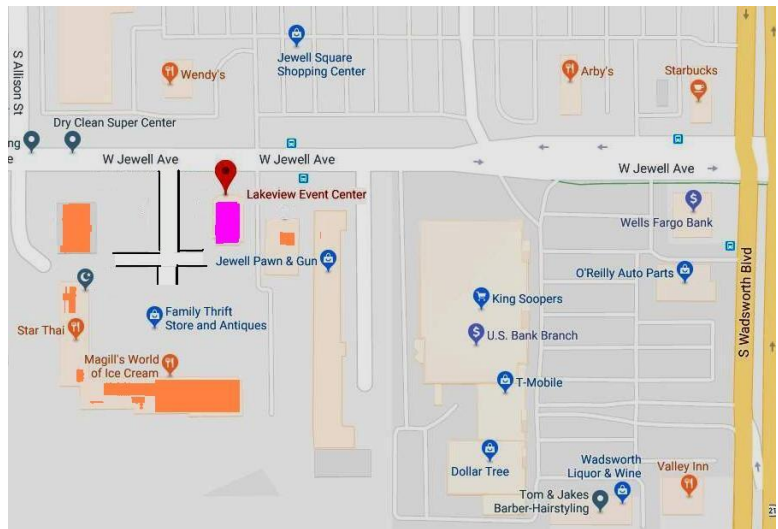 S Allison St
Wendy's
Jewell Square
Shopping Center
Arby's
Starbucks
Dry Clean Super Center
ng
e
W Jewell Ave
W Jewell Ave
W Jewell Ave
Lakeview Event Center
Wells Fargo Bank
Jewell Pawn & Gun
O'Reilly Auto Parts
S Wadsworth Blvd
King Soopers
Family Thrift
Store and Antiques
Star Thai
U.S. Bank Branch
Magill's World
of Ice Cream
T-Mobile
Dollar Tree
Wadsworth
Liquor & Wine
Valley Inn
Tom & Jakes
Barber-Hairstyling